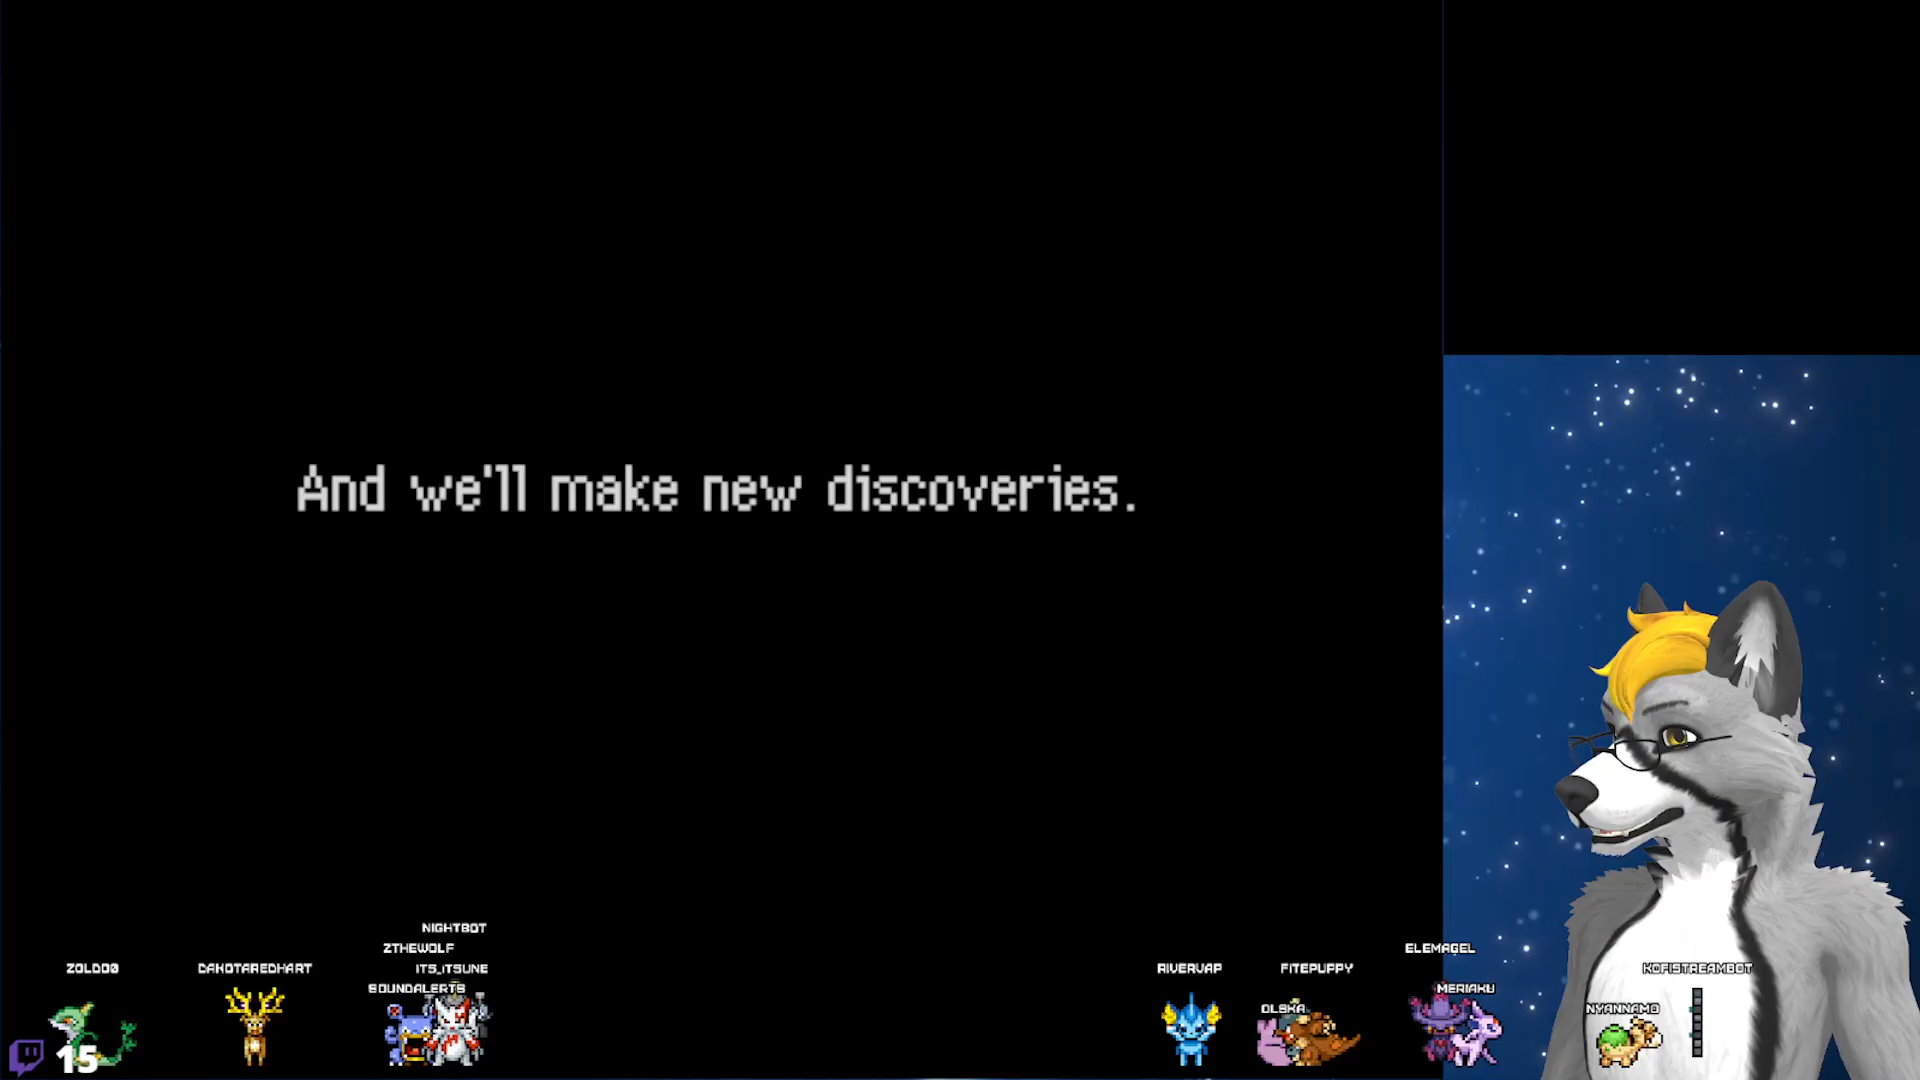 And we'll make new discoveries.
NIGHTBOT
ZTHEWOLF
ELEMAGEL
ZOLDOO
DAKOTAREDHART
ITS_ITSUNE
RIVERVAP
FITEPUPPY
KOFISTREAMBOT
SOUNDALERTS
MERIAKU
NYANNAMO
15